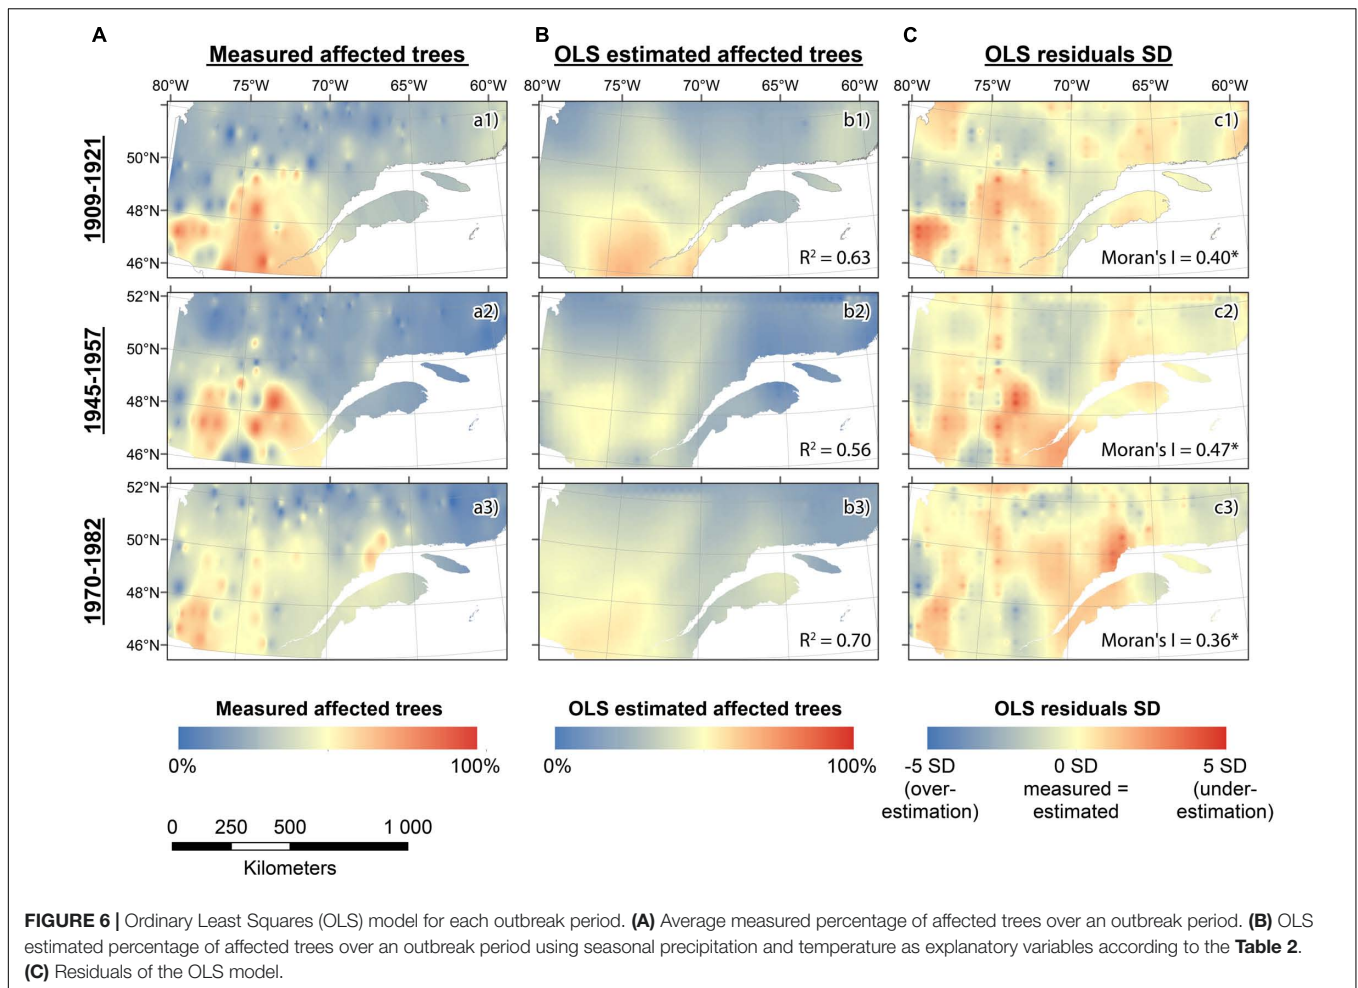 A
B
C
Measured affected trees
OLS estimated affected trees
OLS residuals SD
80°W 75°W 70°W 65°W 60°W
80°W 75°W 70°W 65°W 60°W
80°W 75°W 70°W 65°W 60°W
1909-1921
50°N
48°N
46°N
a1)
b1)
R² = 0.63
c1)
Moran's I = 0.40*
1945-1957
52°N
50°N
48°N
46°N
a2)
b2)
R² = 0.56
c2)
Moran's I = 0.47*
1970-1982
52°N
50°N
48°N
46°N
a3)
b3)
R² = 0.70
c3)
Moran's I = 0.36*
Measured affected trees
0% 100%
OLS estimated affected trees
0% 100%
OLS residuals SD
-5 SD 0 SD 5 SD
(over- measured = (under-
estimation) estimated estimation)
0 250 500 1 000
Kilometers
FIGURE 6 | Ordinary Least Squares (OLS) model for each outbreak period. (A) Average measured percentage of affected trees over an outbreak period. (B) OLS
estimated percentage of affected trees over an outbreak period using seasonal precipitation and temperature as explanatory variables according to the Table 2.
(C) Residuals of the OLS model.